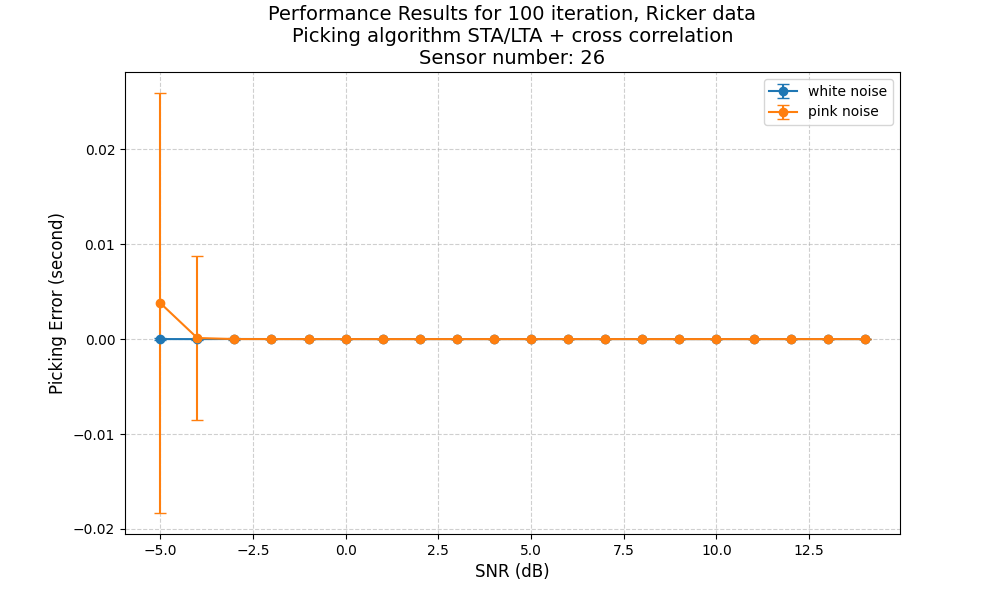 Performance Results for 100 iteration, Ricker data
Picking algorithm STA/LTA + cross correlation
Sensor number: 26
white noise
pink noise
Picking Error (second)
0.02
0.01
0.00
−0.01
−0.02
−5.0
−2.5
0.0
2.5
5.0
7.5
10.0
12.5
SNR (dB)